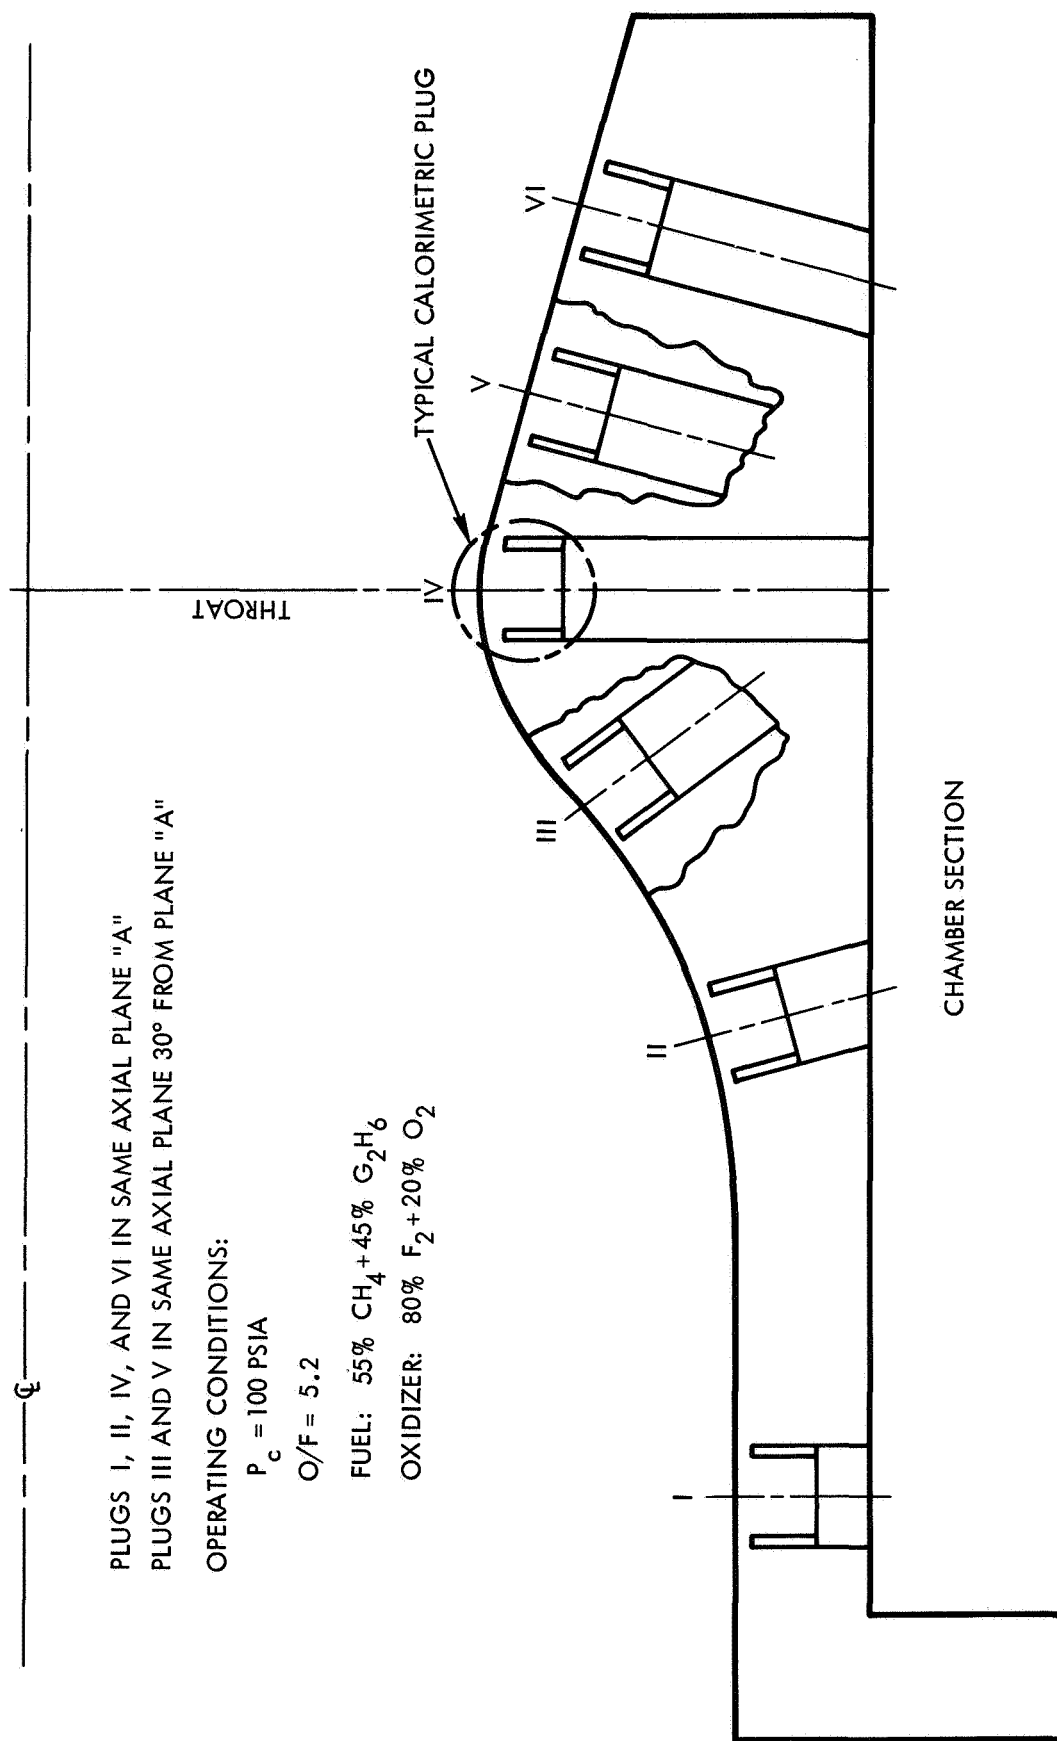 ℄
PLUGS I, II, IV, AND VI IN SAME AXIAL PLANE "A"
PLUGS III AND V IN SAME AXIAL PLANE 30° FROM PLANE "A"
OPERATING CONDITIONS:
P_c = 100 PSIA
O/F = 5.2
FUEL: 55% CH₄ + 45% G₂H₆
OXIDIZER: 80% F₂ + 20% O₂
THROAT
TYPICAL CALORIMETRIC PLUG
I
II
III
IV
V
VI
CHAMBER SECTION